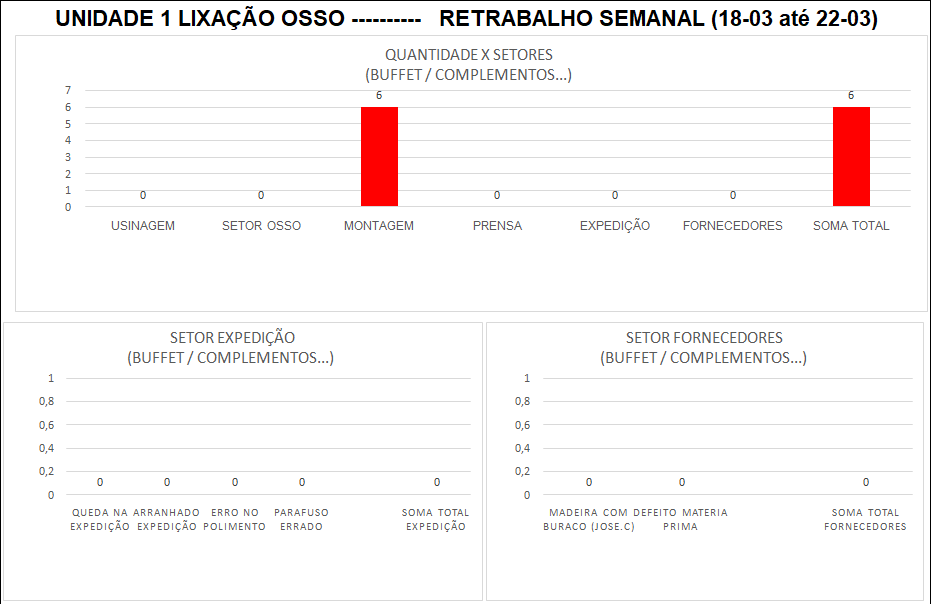 UNIDADE 1 LIXAÇÃO OSSO ---------- RETRABALHO SEMANAL (18-03 até 22-03)
QUANTIDADE X SETORES
(BUFFET / COMPLEMENTOS...)
7
6
5
4
3
2
1
0
0 0 6 0 0 0 6
USINAGEM SETOR OSSO MONTAGEM PRENSA EXPEDIÇÃO FORNECEDORES SOMA TOTAL
SETOR EXPEDIÇÃO
(BUFFET / COMPLEMENTOS...)
1
0,8
0,6
0,4
0,2
0
0 0 0 0 0
QUEDA NA ARRANHADO ERRO NO PARAFUSO SOMA TOTAL
EXPEDIÇÃO EXPEDIÇÃO POLIMENTO ERRADO EXPEDIÇÃO
SETOR FORNECEDORES
(BUFFET / COMPLEMENTOS...)
1
0,8
0,6
0,4
0,2
0
0 0 0
MADEIRA COM DEFEITO MATERIA SOMA TOTAL
BURACO (JOSE.C) PRIMA FORNECEDORES